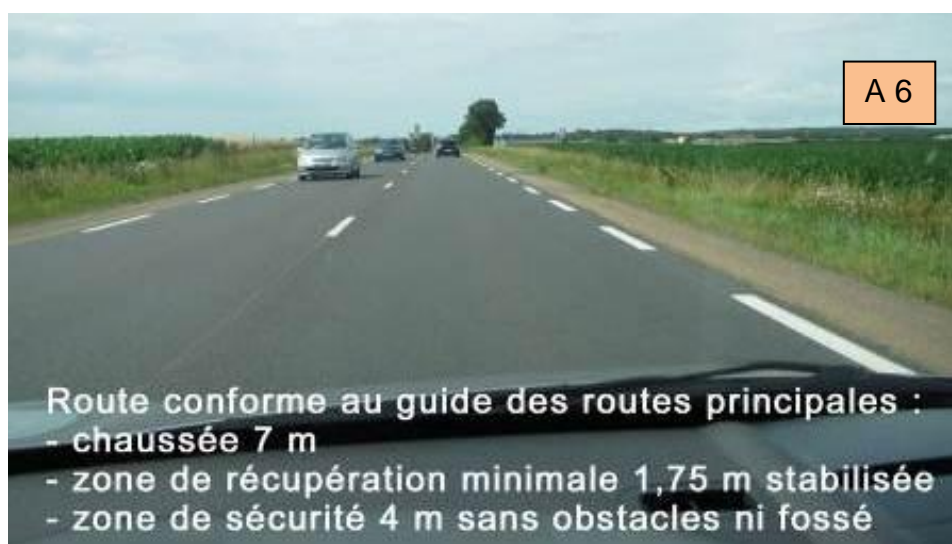 A 6
Route conforme au guide des routes principales :
- chaussée 7 m
- zone de récupération minimale 1,75 m stabilisée
- zone de sécurité 4 m sans obstacles ni fossé